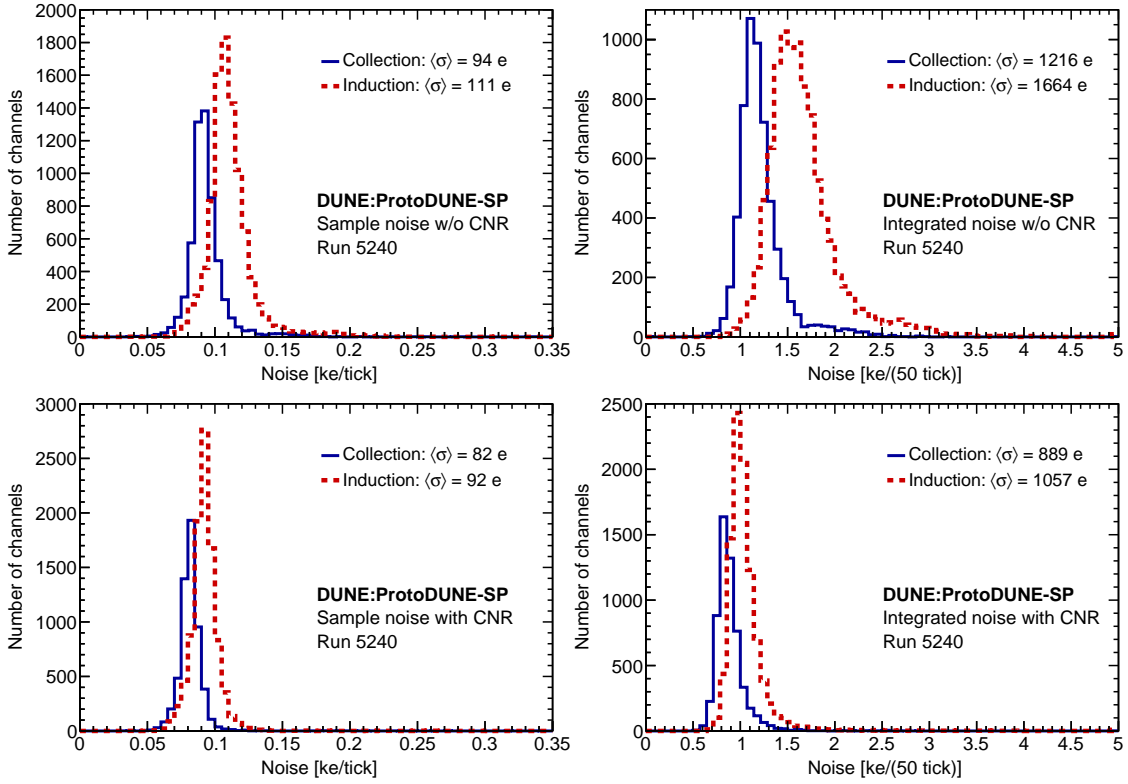 2000
1800
1600
1400
1200
1000
800
600
400
200
0
Number of channels
Collection: ⟨σ⟩ = 94 e
Induction: ⟨σ⟩ = 111 e
DUNE:ProtoDUNE-SP
Sample noise w/o CNR
Run 5240
0 0.05 0.1 0.15 0.2 0.25 0.3 0.35
Noise [ke/tick]
1000
800
600
400
200
0
Number of channels
Collection: ⟨σ⟩ = 1216 e
Induction: ⟨σ⟩ = 1664 e
DUNE:ProtoDUNE-SP
Integrated noise w/o CNR
Run 5240
0 0.5 1 1.5 2 2.5 3 3.5 4 4.5 5
Noise [ke/(50 tick)]
3000
2500
2000
1500
1000
500
0
Number of channels
Collection: ⟨σ⟩ = 82 e
Induction: ⟨σ⟩ = 92 e
DUNE:ProtoDUNE-SP
Sample noise with CNR
Run 5240
0 0.05 0.1 0.15 0.2 0.25 0.3 0.35
Noise [ke/tick]
2500
2000
1500
1000
500
0
Number of channels
Collection: ⟨σ⟩ = 889 e
Induction: ⟨σ⟩ = 1057 e
DUNE:ProtoDUNE-SP
Integrated noise with CNR
Run 5240
0 0.5 1 1.5 2 2.5 3 3.5 4 4.5 5
Noise [ke/(50 tick)]